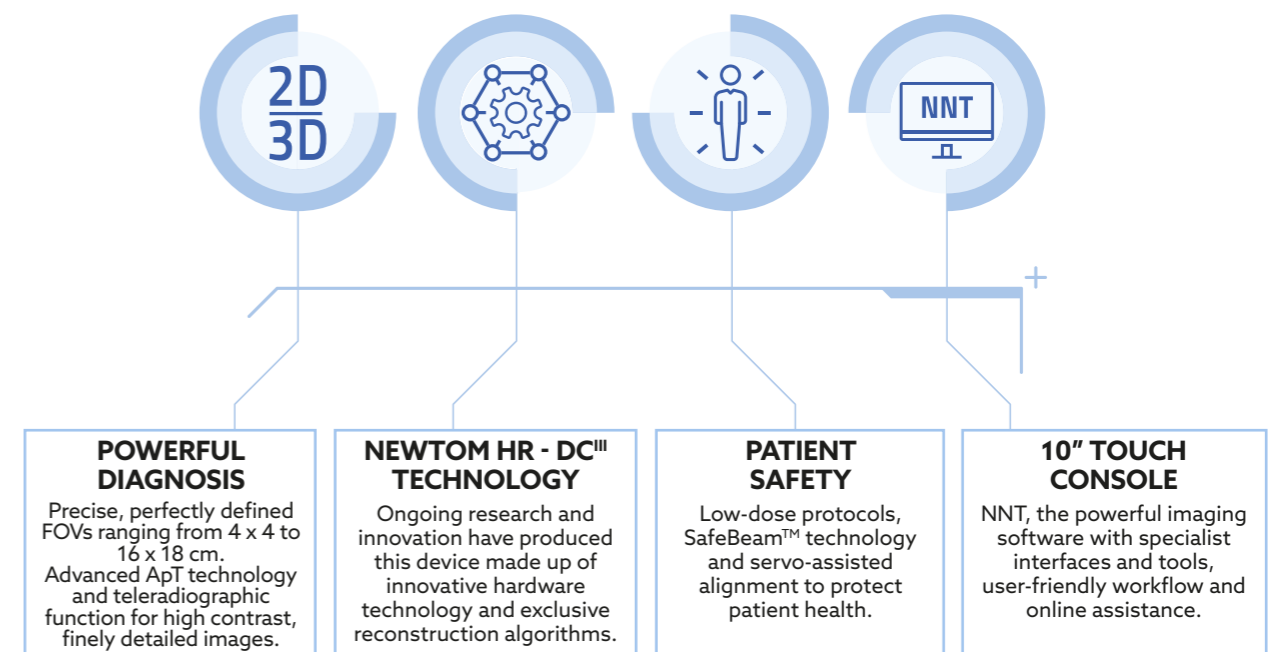 2D
3D
NNT
POWERFUL
DIAGNOSIS
Precise, perfectly defined
FOVs ranging from 4 x 4 to
16 x 18 cm.
Advanced ApT technology
and teleradiographic
function for high contrast,
finely detailed images.
NEWTOM HR - DCᴵᴵᴵ
TECHNOLOGY
Ongoing research and
innovation have produced
this device made up of
innovative hardware
technology and exclusive
reconstruction algorithms.
PATIENT
SAFETY
Low-dose protocols,
SafeBeam™ technology
and servo-assisted
alignment to protect
patient health.
10” TOUCH
CONSOLE
NNT, the powerful imaging
software with specialist
interfaces and tools,
user-friendly workflow and
online assistance.